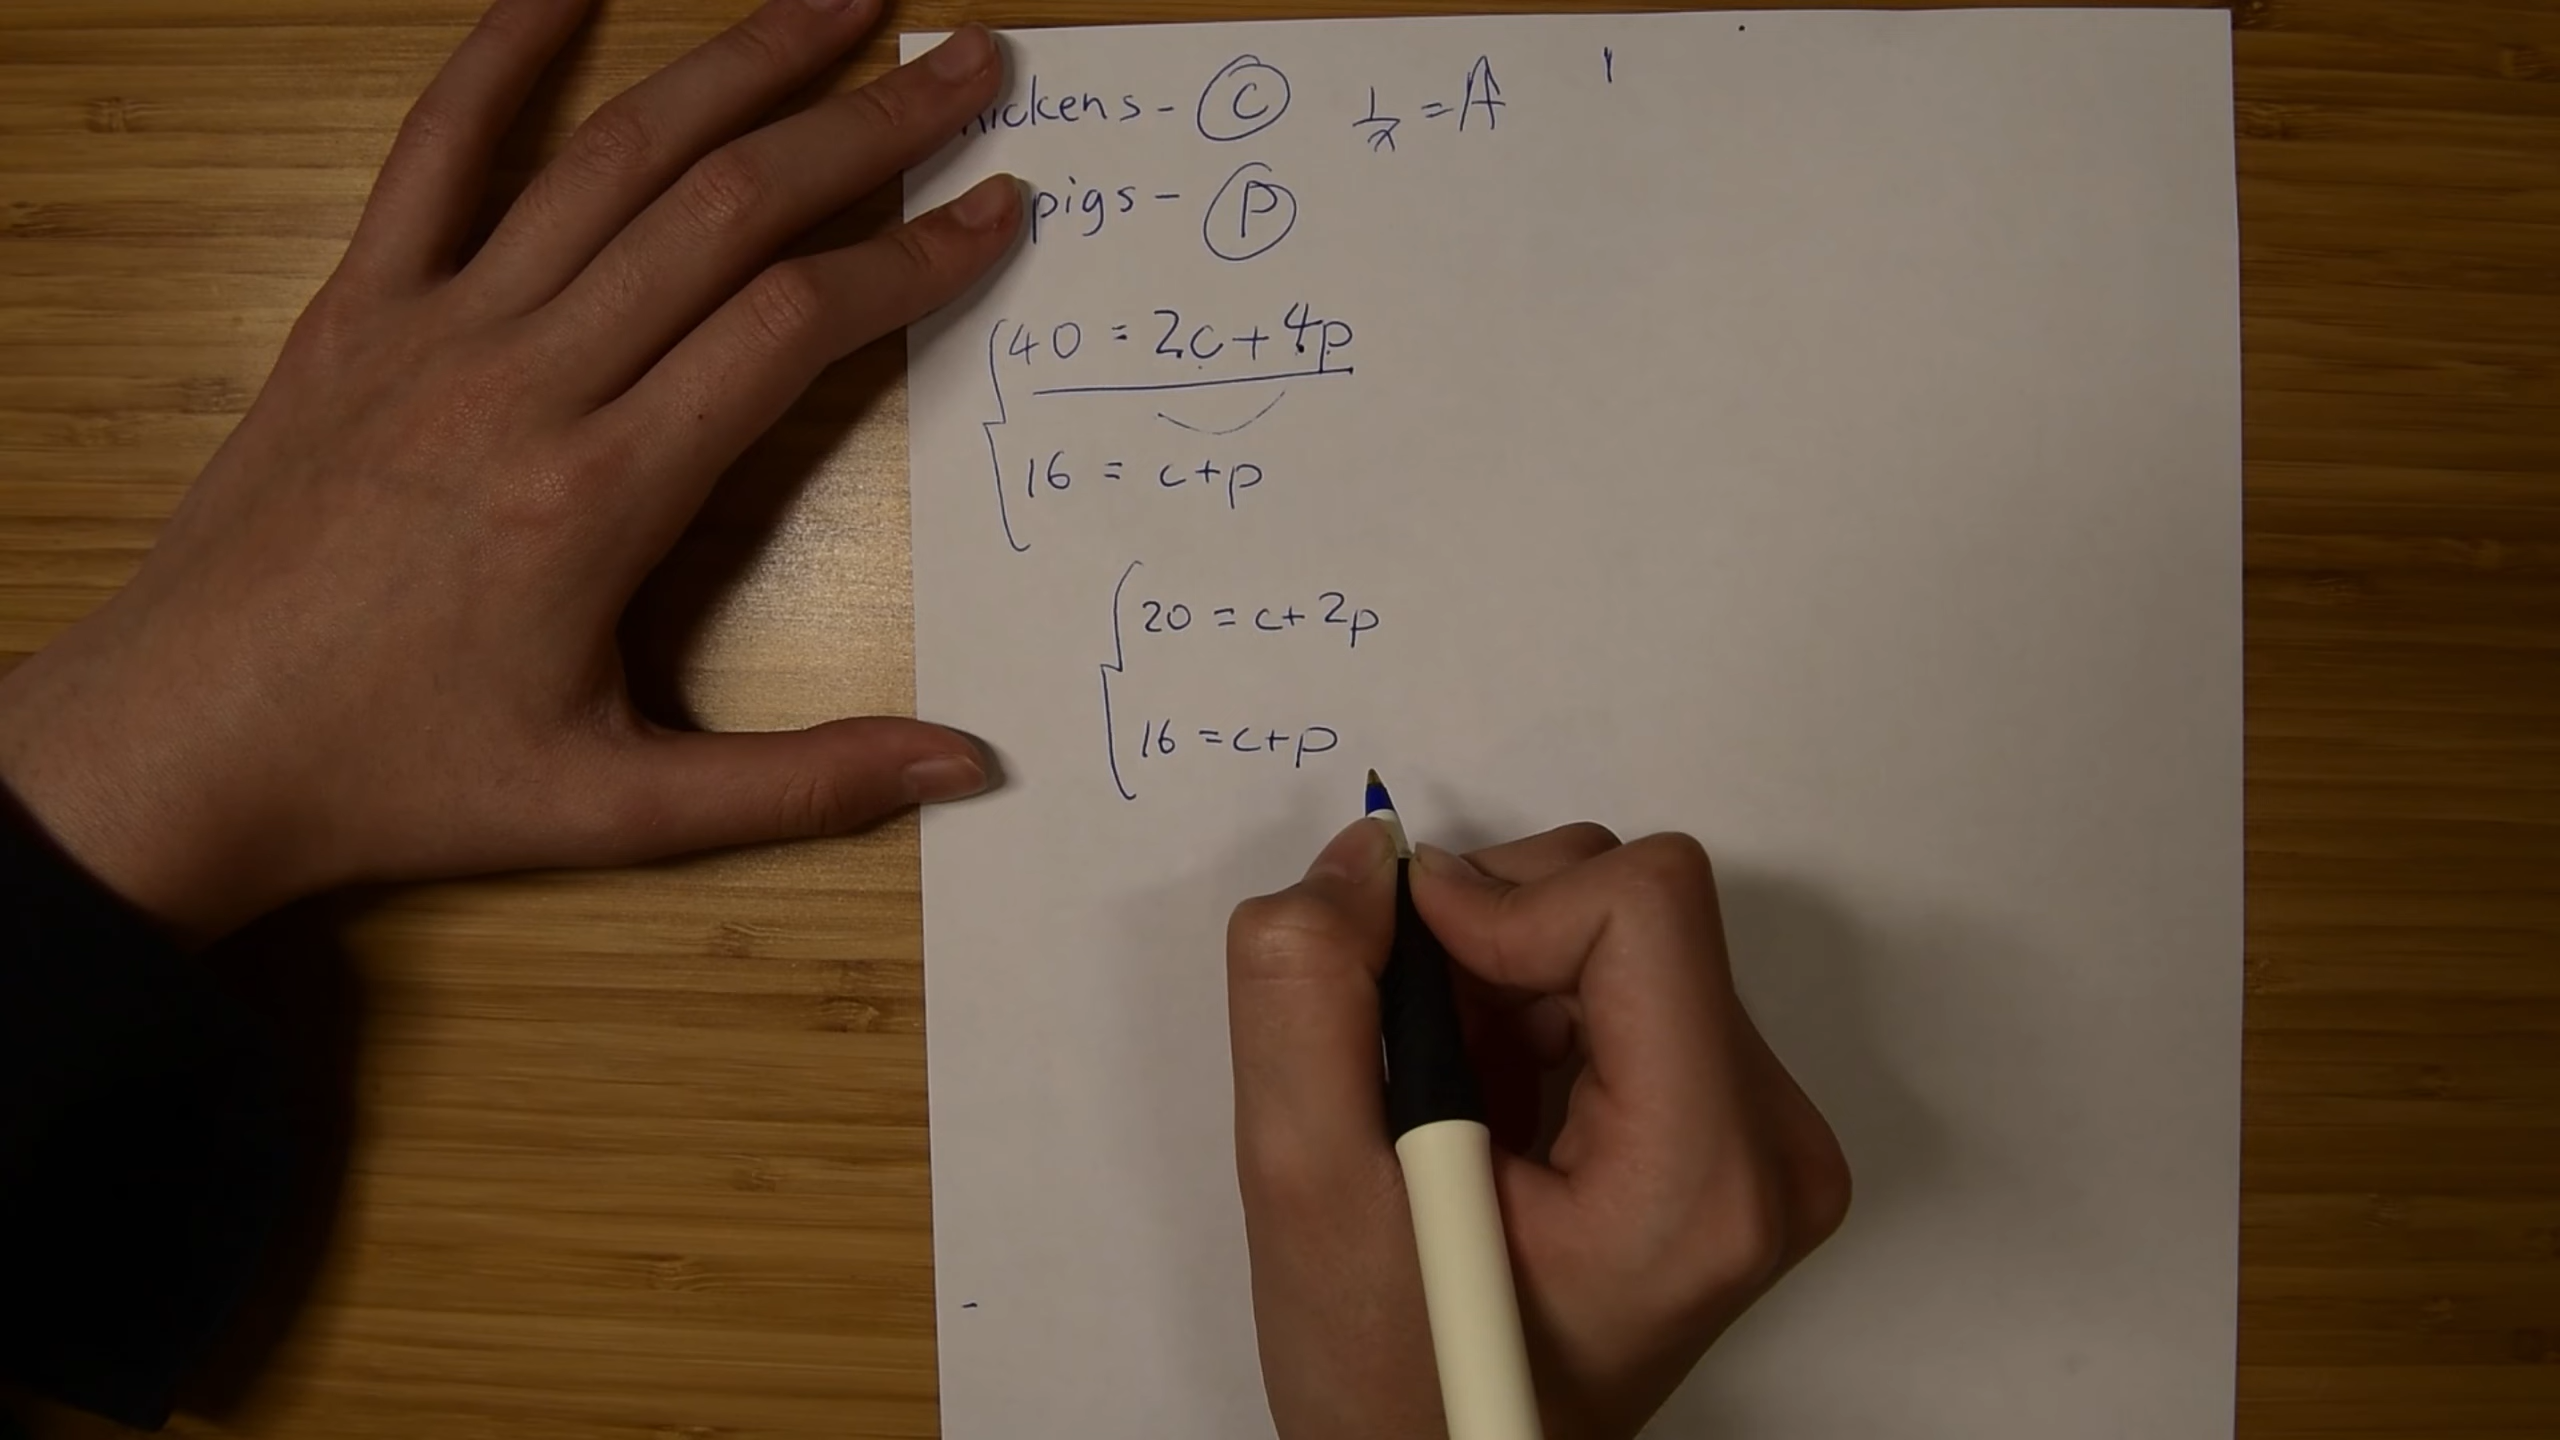 hickens - C 1/x = A
pigs - P
40 = 2c + 4p
16 = c+p
20 = c+ 2p
16 = c+p